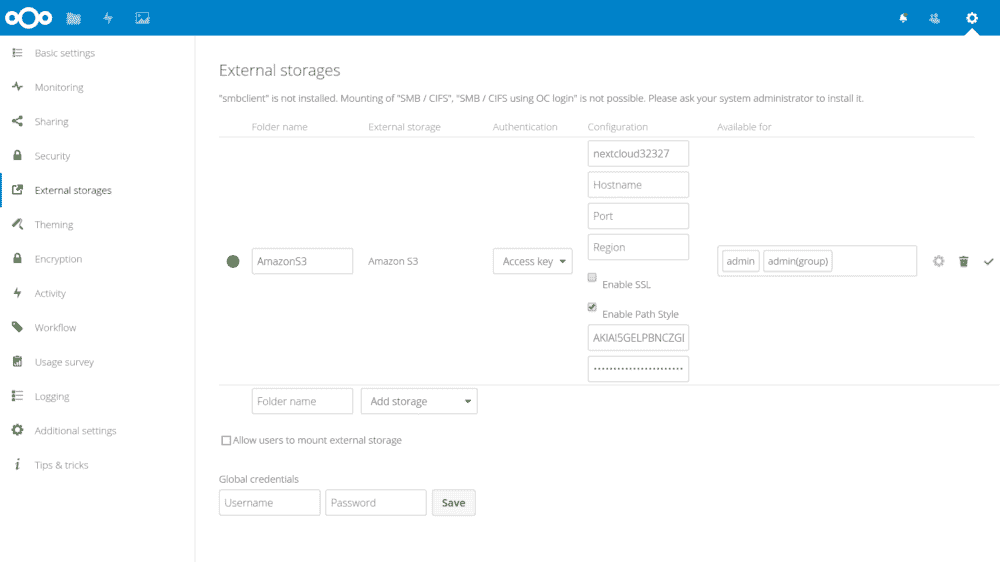 Basic settings
Monitoring
Sharing
Security
External storages
Theming
Encryption
Activity
Workflow
Usage survey
Logging
Additional settings
Tips & tricks
External storages
"smbclient" is not installed. Mounting of "SMB / CIFS", "SMB / CIFS using OC login" is not possible. Please ask your system administrator to install it.
Folder name External storage Authentication Configuration Available for
nextcloud32327
Hostname
Port
Region
AmazonS3 Amazon S3 Access key admin admin(group)
Enable SSL
Enable Path Style
AKIAI5GELPBNCZGI
Folder name Add storage
Allow users to mount external storage
Global credentials
Username Password Save